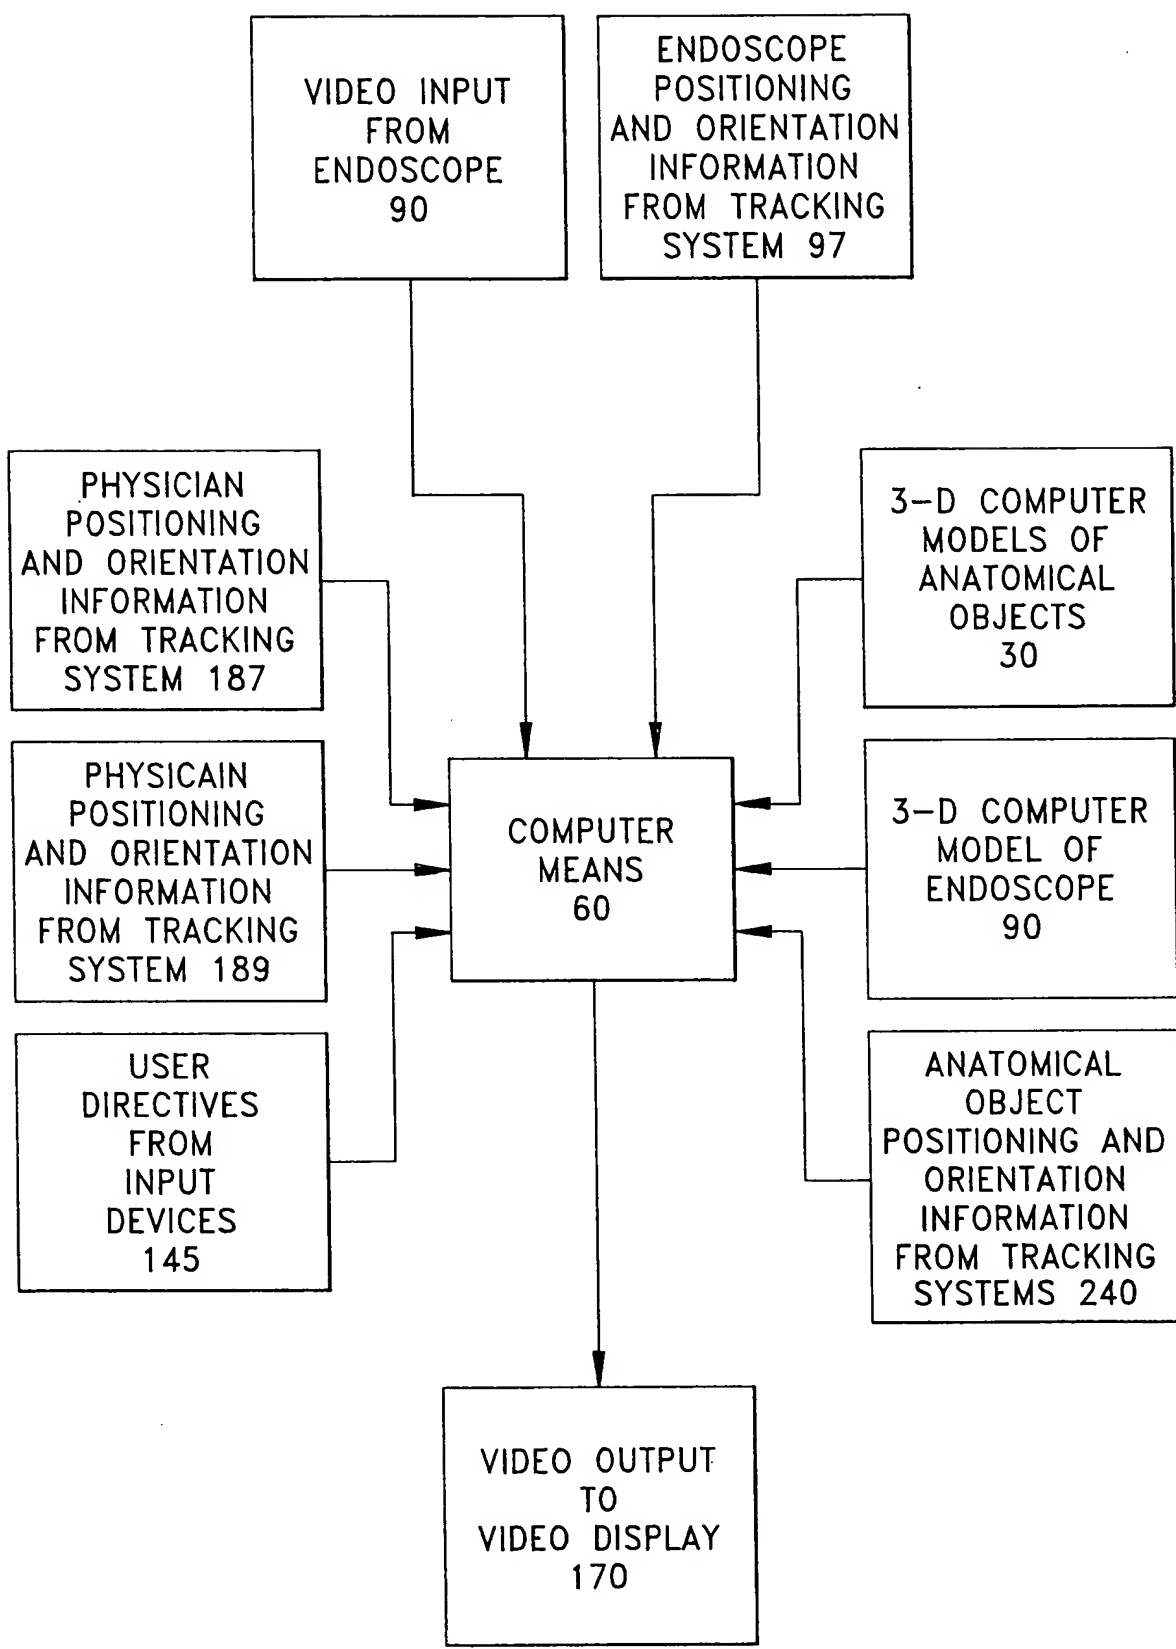 VIDEO INPUT
FROM
ENDOSCOPE
90
ENDOSCOPE
POSITIONING
AND ORIENTATION
INFORMATION
FROM TRACKING
SYSTEM 97
PHYSICIAN
POSITIONING
AND ORIENTATION
INFORMATION
FROM TRACKING
SYSTEM 187
3-D COMPUTER
MODELS OF
ANATOMICAL
OBJECTS
30
PHYSICAIN
POSITIONING
AND ORIENTATION
INFORMATION
FROM TRACKING
SYSTEM 189
COMPUTER
MEANS
60
3-D COMPUTER
MODEL OF
ENDOSCOPE
90
USER
DIRECTIVES
FROM
INPUT
DEVICES
145
ANATOMICAL
OBJECT
POSITIONING AND
ORIENTATION
INFORMATION
FROM TRACKING
SYSTEMS 240
VIDEO OUTPUT
TO
VIDEO DISPLAY
170